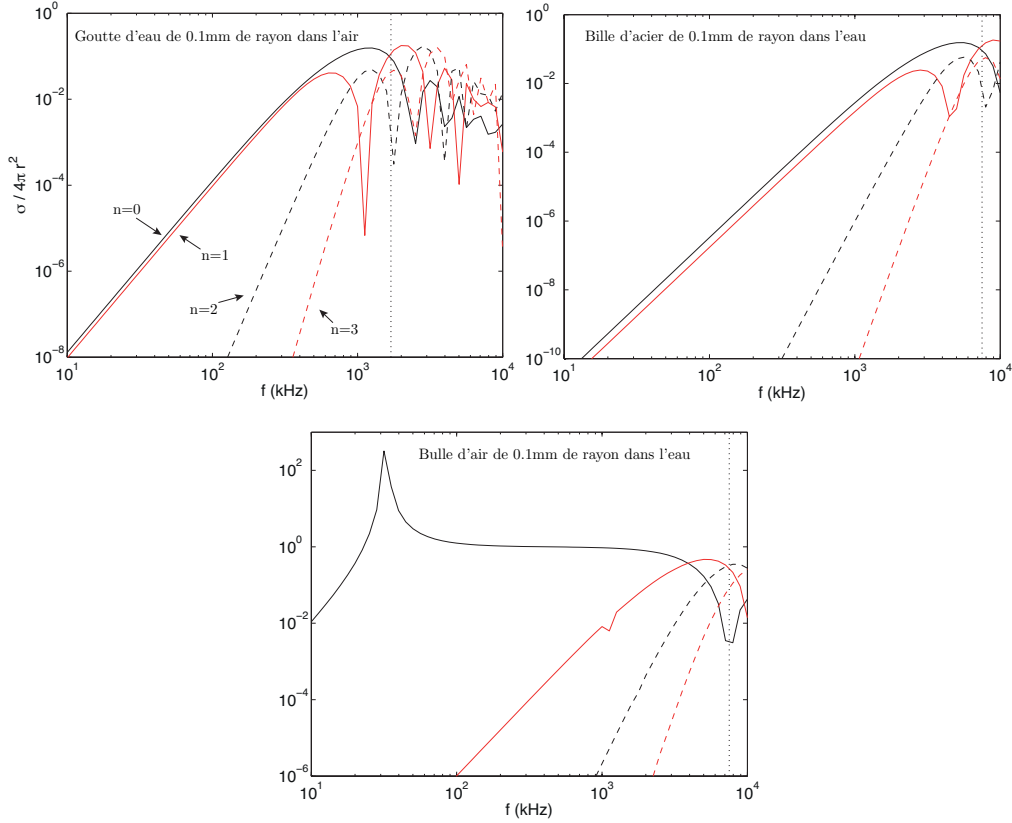 Goutte d'eau de 0.1mm de rayon dans l'air
10^0
10^-2
10^-4
10^-6
10^-8
σ / 4π r^2
n=0
n=1
n=2
n=3
10^1
10^2
10^3
10^4
f (kHz)
Bille d'acier de 0.1mm de rayon dans l'eau
10^0
10^-2
10^-4
10^-6
10^-8
10^-10
10^1
10^2
10^3
10^4
f (kHz)
Bulle d'air de 0.1mm de rayon dans l'eau
10^2
10^0
10^-2
10^-4
10^-6
10^1
10^2
10^3
10^4
f (kHz)